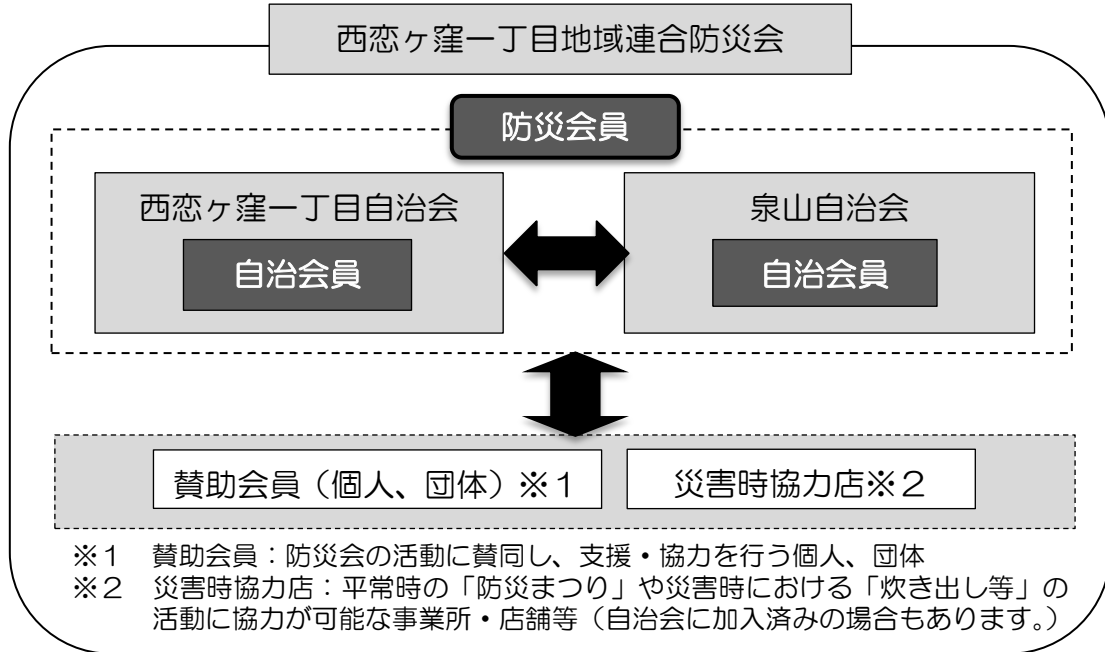 西恋ヶ窪一丁目地域連合防災会
防災会員
西恋ヶ窪一丁目自治会
自治会員
泉山自治会
自治会員
賛助会員（個人、団体）※１
災害時協力店※２
※１　賛助会員：防災会の活動に賛同し、支援・協力を行う個人、団体
※２　災害時協力店：平常時の「防災まつり」や災害時における「炊き出し等」の
活動に協力が可能な事業所・店舗等（自治会に加入済みの場合もあります。）